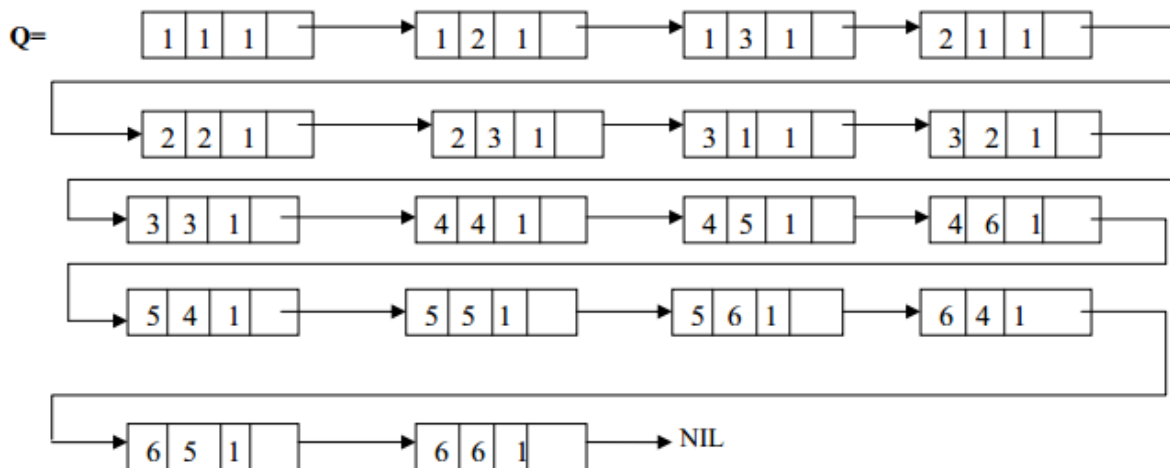 Q= 1 1 1 1 2 1 1 3 1 2 1 1
2 2 1 2 3 1 3 1 1 3 2 1
3 3 1 4 4 1 4 5 1 4 6 1
5 4 1 5 5 1 5 6 1 6 4 1
6 5 1 6 6 1 NIL